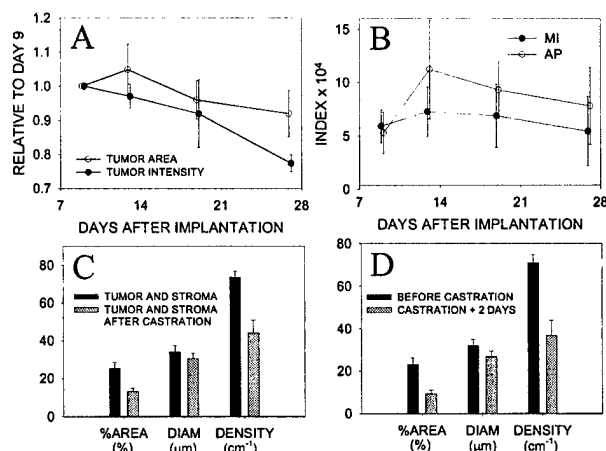 A
RELATIVE TO DAY 9
1.2
1.1
1.0
0.9
0.8
0.7
TUMOR AREA
TUMOR INTENSITY
7
14
21
28
DAYS AFTER IMPLANTATION
B
INDEX x 10⁴
15
10
5
0
MI
AP
7
14
21
28
DAYS AFTER IMPLANTATION
C
80
60
40
20
0
TUMOR AND STROMA
TUMOR AND STROMA
AFTER CASTRATION
%AREA
(%)
DIAM
(µm)
DENSITY
(cm⁻¹)
D
80
60
40
20
0
BEFORE CASTRATION
CASTRATION + 2 DAYS
%AREA
(%)
DIAM
(µm)
DENSITY
(cm⁻¹)